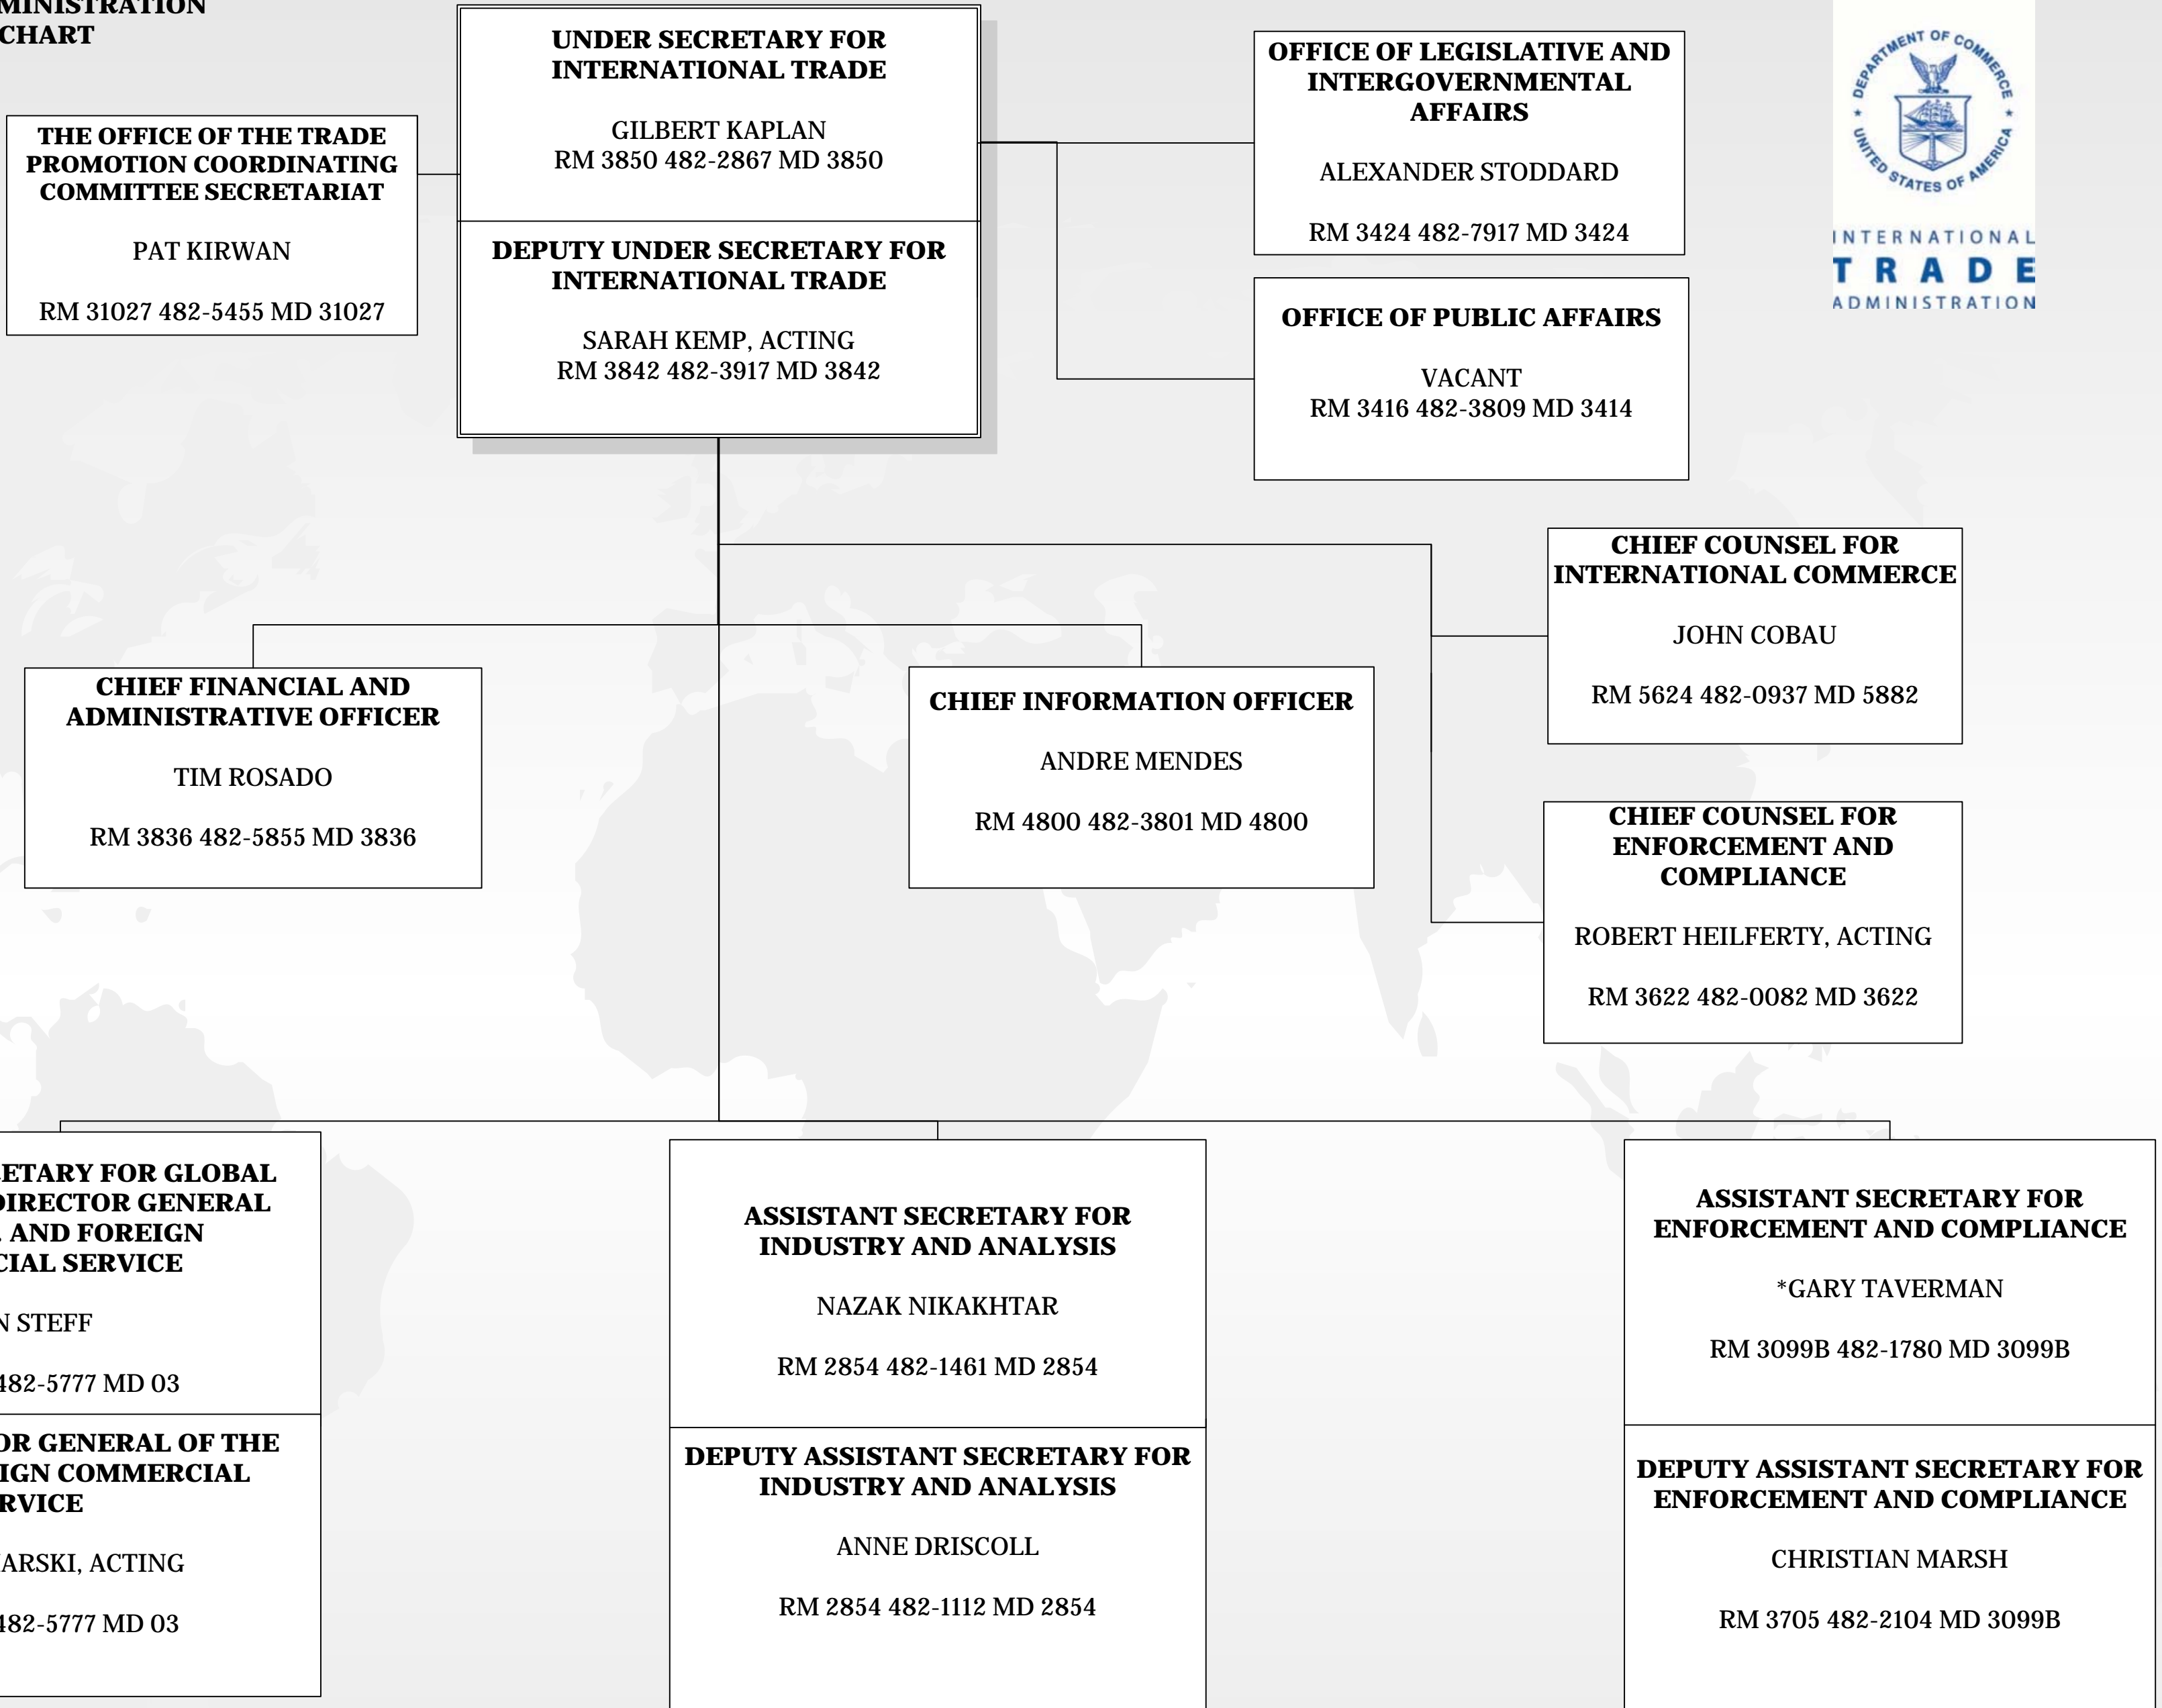 CHART
UNDER SECRETARY FOR
INTERNATIONAL TRADE
GILBERT KAPLAN
RM 3850 482-2867 MD 3850
DEPUTY UNDER SECRETARY FOR
INTERNATIONAL TRADE
SARAH KEMP, ACTING
RM 3842 482-3917 MD 3842
THE OFFICE OF THE TRADE
PROMOTION COORDINATING
COMMITTEE SECRETARIAT
PAT KIRWAN
RM 31027 482-5455 MD 31027
OFFICE OF LEGISLATIVE AND
INTERGOVERNMENTAL
AFFAIRS
ALEXANDER STODDARD
RM 3424 482-7917 MD 3424
OFFICE OF PUBLIC AFFAIRS
VACANT
RM 3416 482-3809 MD 3414
DEPARTMENT OF COMMERCE
UNITED STATES OF AMERICA
INTERNATIONAL
TRADE
ADMINISTRATION
CHIEF COUNSEL FOR
INTERNATIONAL COMMERCE
JOHN COBAU
RM 5624 482-0937 MD 5882
CHIEF FINANCIAL AND
ADMINISTRATIVE OFFICER
TIM ROSADO
RM 3836 482-5855 MD 3836
CHIEF INFORMATION OFFICER
ANDRE MENDES
RM 4800 482-3801 MD 4800
CHIEF COUNSEL FOR
ENFORCEMENT AND
COMPLIANCE
ROBERT HEILFERTY, ACTING
RM 3622 482-0082 MD 3622
ETARY FOR GLOBAL
DIRECTOR GENERAL
. AND FOREIGN
CIAL SERVICE
N STEFF
482-5777 MD 03
OR GENERAL OF THE
IGN COMMERCIAL
RVICE
ARSKI, ACTING
482-5777 MD 03
ASSISTANT SECRETARY FOR
INDUSTRY AND ANALYSIS
NAZAK NIKAKHTAR
RM 2854 482-1461 MD 2854
DEPUTY ASSISTANT SECRETARY FOR
INDUSTRY AND ANALYSIS
ANNE DRISCOLL
RM 2854 482-1112 MD 2854
ASSISTANT SECRETARY FOR
ENFORCEMENT AND COMPLIANCE
*GARY TAVERMAN
RM 3099B 482-1780 MD 3099B
DEPUTY ASSISTANT SECRETARY FOR
ENFORCEMENT AND COMPLIANCE
CHRISTIAN MARSH
RM 3705 482-2104 MD 3099B